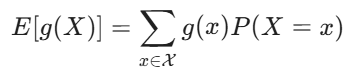 E[g(X)] = ∑_{x∈𝒳} g(x)P(X = x)